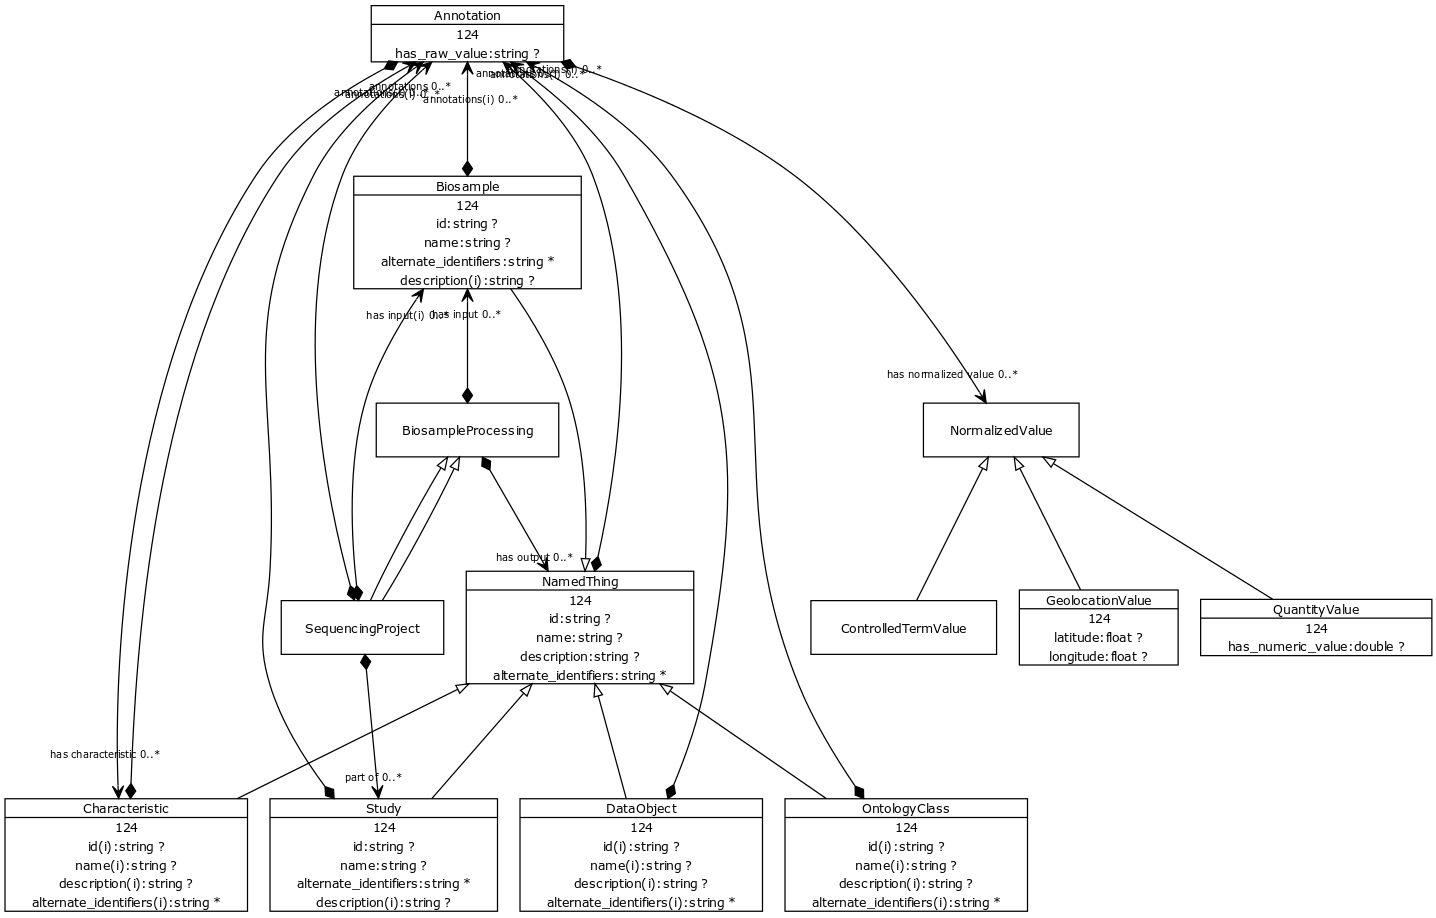 Annotation
124
has_raw_value:string ?
annotations(i) 0..*
annotations 0..*
annotations(i) 0..*
annotations(i) 0..*
annotations(i) 0..*
Biosample
124
id:string ?
name:string ?
alternate_identifiers:string *
description(i):string ?
has input(i) 0..*
has input 0..*
has normalized value 0..*
BiosampleProcessing
NormalizedValue
has output 0..*
NamedThing
124
id:string ?
name:string ?
description:string ?
alternate_identifiers:string *
SequencingProject
ControlledTermValue
GeolocationValue
124
latitude:float ?
longitude:float ?
QuantityValue
124
has_numeric_value:double ?
has characteristic 0..*
part of 0..*
Characteristic
124
id(i):string ?
name(i):string ?
description(i):string ?
alternate_identifiers(i):string *
Study
124
id:string ?
name:string ?
alternate_identifiers:string *
description(i):string ?
DataObject
124
id(i):string ?
name(i):string ?
description(i):string ?
alternate_identifiers(i):string *
OntologyClass
124
id(i):string ?
name(i):string ?
description(i):string ?
alternate_identifiers(i):string *